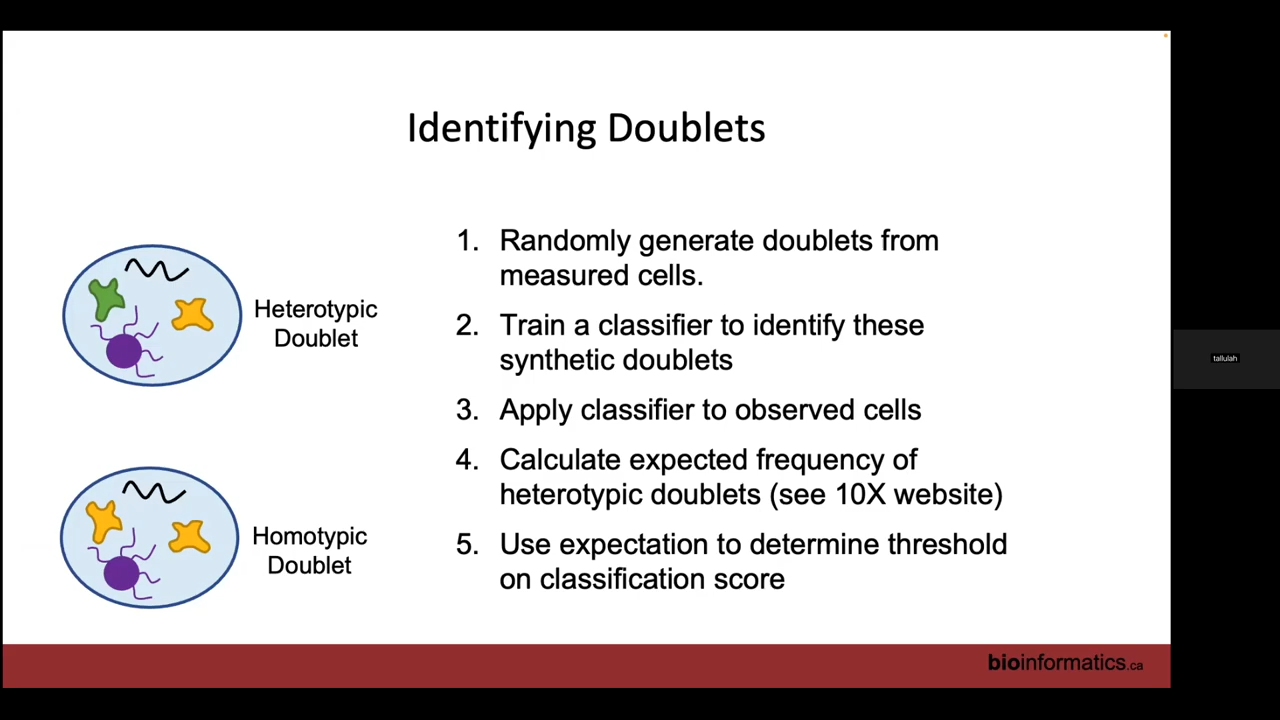 Identifying Doublets
Heterotypic
Doublet
Homotypic
Doublet
1. Randomly generate doublets from
measured cells.
2. Train a classifier to identify these
synthetic doublets
3. Apply classifier to observed cells
4. Calculate expected frequency of
heterotypic doublets (see 10X website)
5. Use expectation to determine threshold
on classification score
bioinformatics.ca
tallulah